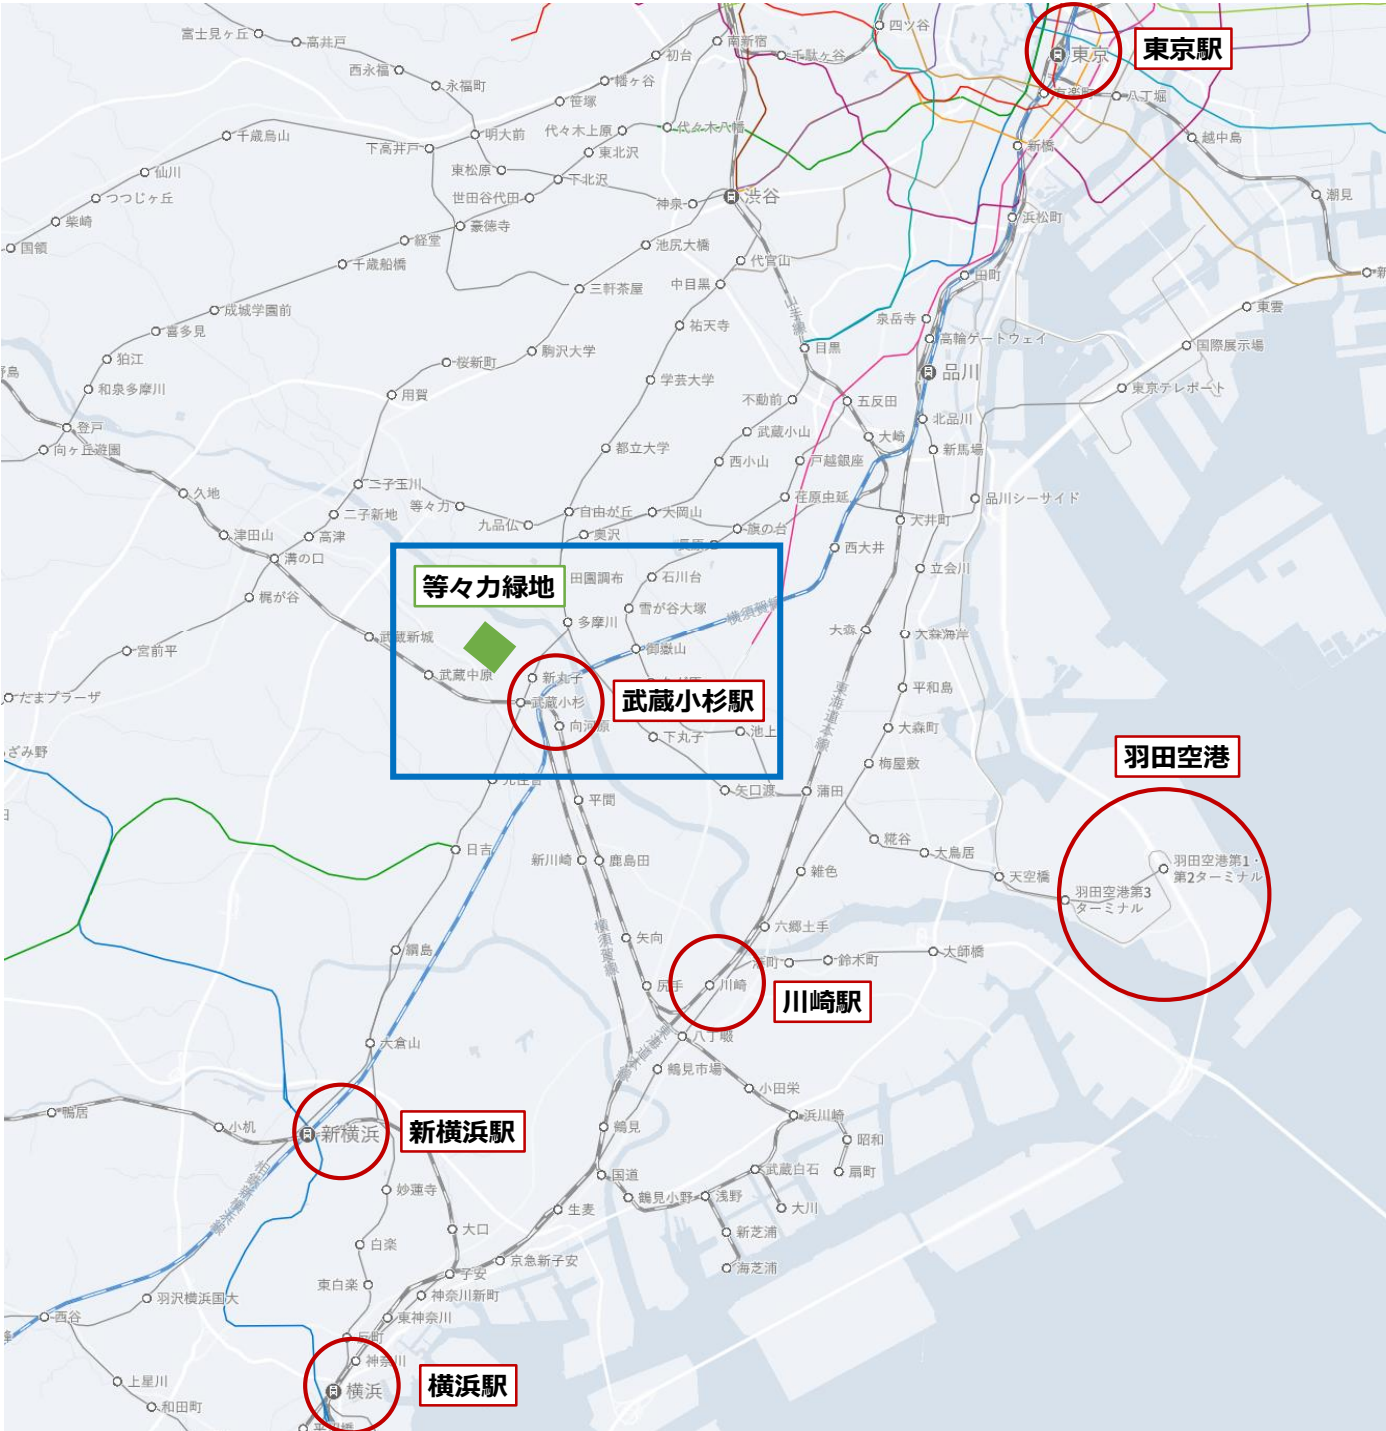 富士見ヶ丘
高井戸
西永福
永福町
初台
南新宿
千駄ヶ谷
四ツ谷
東京
東京駅
幡ヶ谷
笹塚
有楽町
八丁堀
千歳烏山
下高井戸
明大前
代々木上原
代々木八幡
新橋
越中島
仙川
東松原
東北沢
下北沢
世田谷代田
神泉
渋谷
潮見
つつじヶ丘
柴崎
国領
経堂
豪徳寺
池尻大橋
代官山
浜松町
千歳船橋
三軒茶屋
中目黒
山手線
田町
新
成城学園前
喜多見
祐天寺
泉岳寺
東雲
狛江
桜新町
駒沢大学
目黒
高輪ゲートウェイ
国際展示場
和泉多摩川
用賀
学芸大学
不動前
五反田
品川
東京テレポート
登戸
向ヶ丘遊園
都立大学
武蔵小山
大崎
北品川
新馬場
久地
二子玉川
等々力
西小山
戸越銀座
荏原中延
品川シーサイド
津田山
二子新地
高津
九品仏
自由が丘
大岡山
奥沢
旗の台
長原
大井町
溝の口
西大井
梶が谷
等々力緑地
田園調布
石川台
立会川
雪が谷大塚
横須賀線
宮前平
武蔵新城
多摩川
御嶽山
大森
大森海岸
たまプラーザ
武蔵中原
新丸子
武蔵小杉
武蔵小杉駅
平和島
東海道本線
向河原
下丸子
池上
大森町
ざみ野
元住吉
矢口渡
蒲田
梅屋敷
羽田空港
平間
日吉
新川崎
鹿島田
雑色
糀谷
大鳥居
天空橋
羽田空港第1・
第2ターミナル
羽田空港第3
ターミナル
綱島
横須賀線
矢向
六郷土手
港町
鈴木町
大師橋
尻手
川崎
川崎駅
大倉山
八丁畷
東海道本線
鶴見市場
小田栄
鴨居
小机
新横浜
新横浜駅
鶴見
浜川崎
昭和
扇町
相鉄新横浜線
妙蓮寺
国道
武蔵白石
鶴見小野
浅野
大川
大口
生麦
新芝浦
白楽
京急新子安
海芝浦
東白楽
子安
羽沢横浜国大
神奈川新町
西谷
東神奈川
反町
神奈川
上星川
横浜
横浜駅
和田町